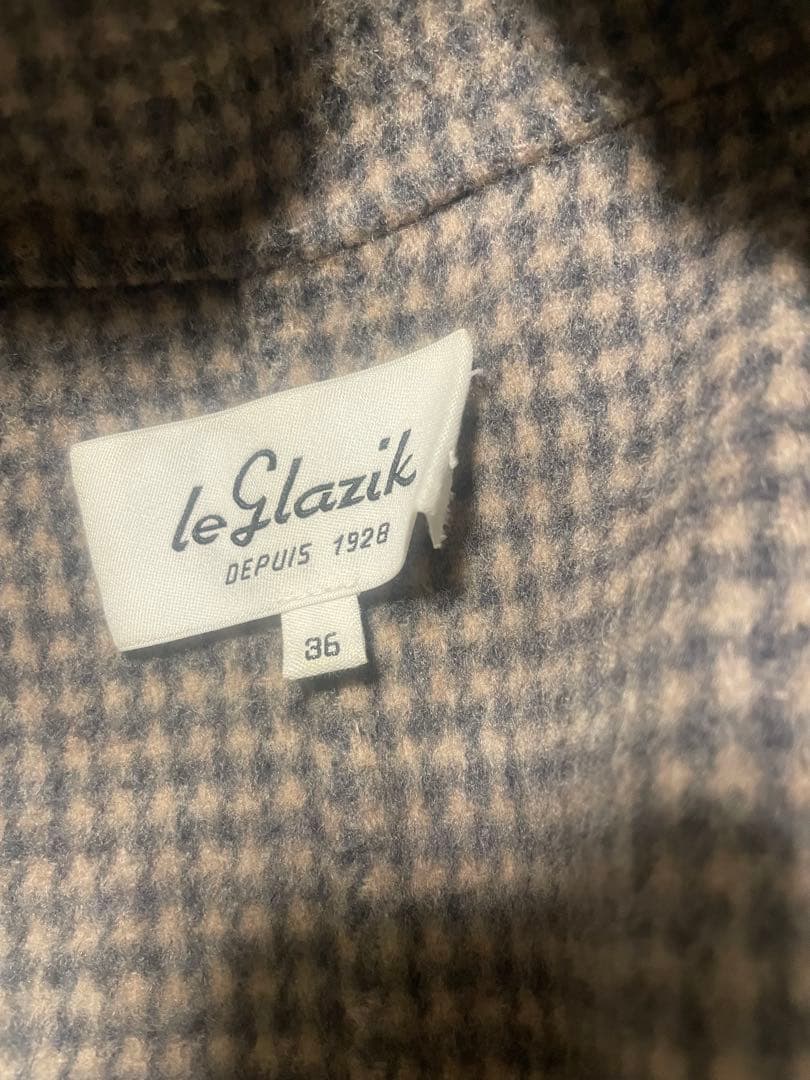 le Glazik
DEPUIS 1928
36